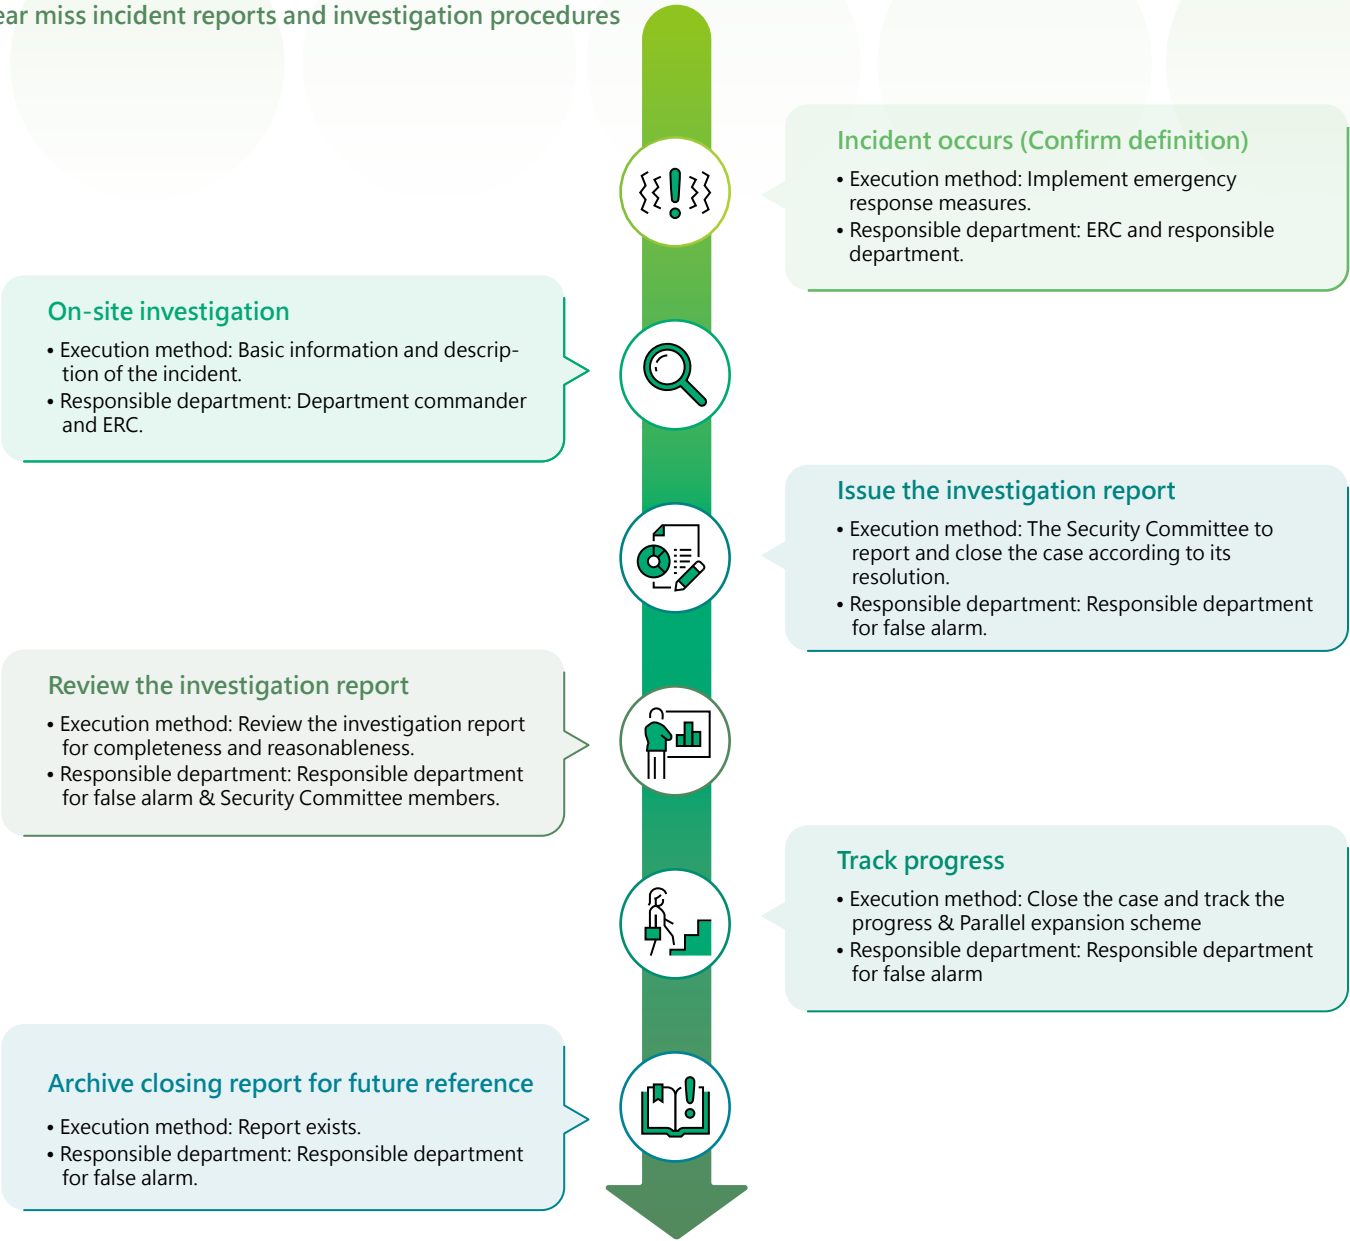 ear miss incident reports and investigation procedures
Incident occurs (Confirm definition)
• Execution method: Implement emergency
response measures.
• Responsible department: ERC and responsible
department.
On-site investigation
• Execution method: Basic information and descrip-
tion of the incident.
• Responsible department: Department commander
and ERC.
Issue the investigation report
• Execution method: The Security Committee to
report and close the case according to its
resolution.
• Responsible department: Responsible department
for false alarm.
Review the investigation report
• Execution method: Review the investigation report
for completeness and reasonableness.
• Responsible department: Responsible department
for false alarm & Security Committee members.
Track progress
• Execution method: Close the case and track the
progress & Parallel expansion scheme
• Responsible department: Responsible department
for false alarm
Archive closing report for future reference
• Execution method: Report exists.
• Responsible department: Responsible department
for false alarm.